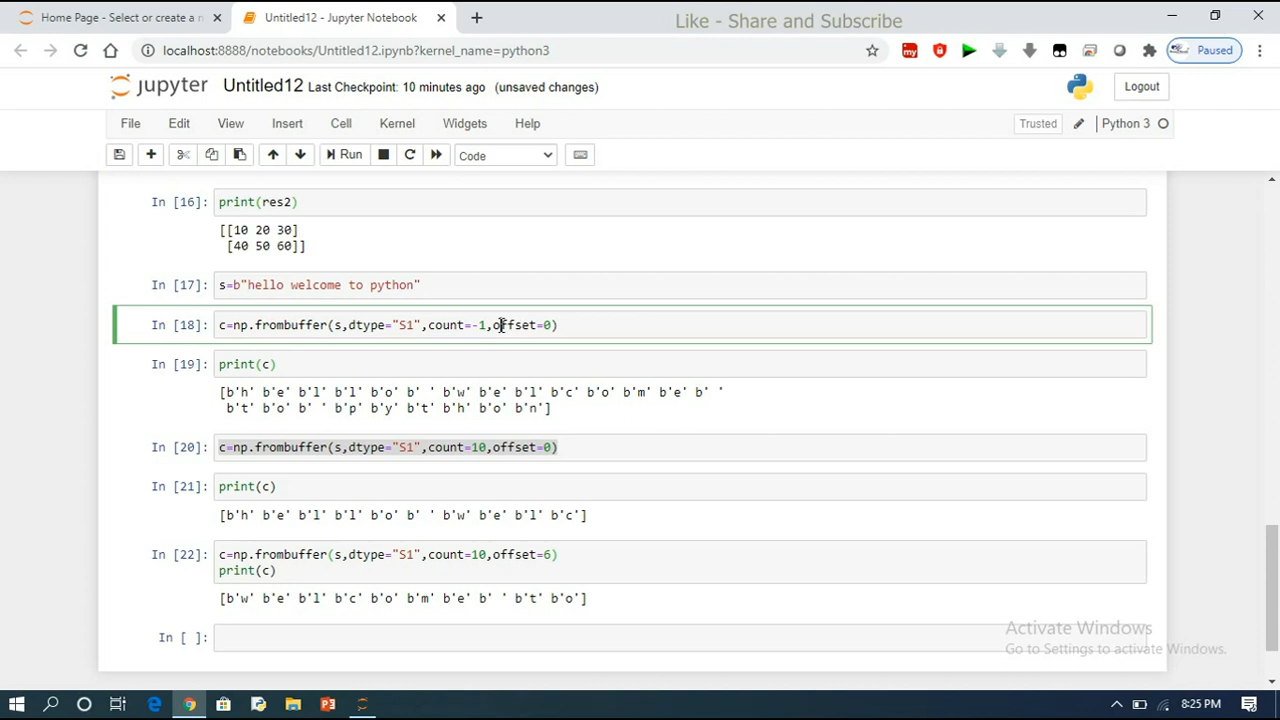 Home Page - Select or create a n
Untitled12 - Jupyter Notebook
Like - Share and Subscribe
localhost:8888/notebooks/Untitled12.ipynb?kernel_name=python3
Paused
jupyter Untitled12 Last Checkpoint: 10 minutes ago (unsaved changes)
Logout
File Edit View Insert Cell Kernel Widgets Help
Trusted
Python 3
Run
Code
In [16]: print(res2)
[[10 20 30]
[40 50 60]]
In [17]: s=b"hello welcome to python"
In [18]: c=np.frombuffer(s,dtype="S1",count=-1,offset=0)
In [19]: print(c)
[b'h' b'e' b'l' b'l' b'o' b' ' b'w' b'e' b'l' b'c' b'o' b'm' b'e' b' '
b't' b'o' b' ' b'p' b'y' b't' b'h' b'o' b'n']
In [20]: c=np.frombuffer(s,dtype="S1",count=10,offset=0)
In [21]: print(c)
[b'h' b'e' b'l' b'l' b'o' b' ' b'w' b'e' b'l' b'c']
In [22]: c=np.frombuffer(s,dtype="S1",count=10,offset=6)
print(c)
[b'w' b'e' b'l' b'c' b'o' b'm' b'e' b' ' b't' b'o']
In [ ]:
Activate Windows
Go to Settings to activate Windows.
8:25 PM